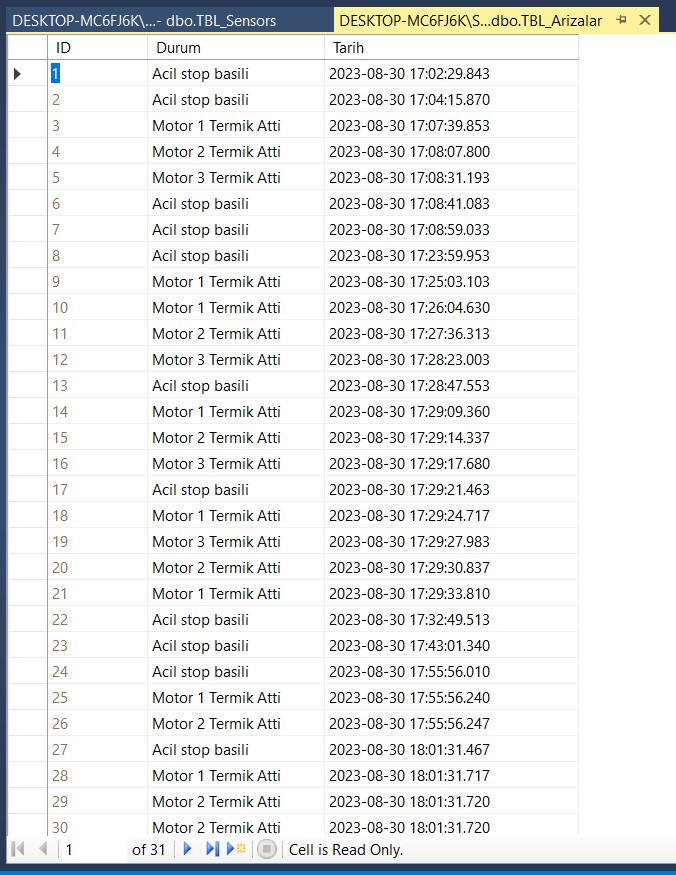 DESKTOP-MC6FJ6K\...- dbo.TBL_Sensors DESKTOP-MC6FJ6K\S...dbo.TBL_Arizalar
ID Durum Tarih
1 Acil stop basili 2023-08-30 17:02:29.843
2 Acil stop basili 2023-08-30 17:04:15.870
3 Motor 1 Termik Atti 2023-08-30 17:07:39.853
4 Motor 2 Termik Atti 2023-08-30 17:08:07.800
5 Motor 3 Termik Atti 2023-08-30 17:08:31.193
6 Acil stop basili 2023-08-30 17:08:41.083
7 Acil stop basili 2023-08-30 17:08:59.033
8 Acil stop basili 2023-08-30 17:23:59.953
9 Motor 1 Termik Atti 2023-08-30 17:25:03.103
10 Motor 1 Termik Atti 2023-08-30 17:26:04.630
11 Motor 2 Termik Atti 2023-08-30 17:27:36.313
12 Motor 3 Termik Atti 2023-08-30 17:28:23.003
13 Acil stop basili 2023-08-30 17:28:47.553
14 Motor 1 Termik Atti 2023-08-30 17:29:09.360
15 Motor 2 Termik Atti 2023-08-30 17:29:14.337
16 Motor 3 Termik Atti 2023-08-30 17:29:17.680
17 Acil stop basili 2023-08-30 17:29:21.463
18 Motor 1 Termik Atti 2023-08-30 17:29:24.717
19 Motor 3 Termik Atti 2023-08-30 17:29:27.983
20 Motor 2 Termik Atti 2023-08-30 17:29:30.837
21 Motor 1 Termik Atti 2023-08-30 17:29:33.810
22 Acil stop basili 2023-08-30 17:32:49.513
23 Acil stop basili 2023-08-30 17:43:01.340
24 Acil stop basili 2023-08-30 17:55:56.010
25 Motor 1 Termik Atti 2023-08-30 17:55:56.240
26 Motor 2 Termik Atti 2023-08-30 17:55:56.247
27 Acil stop basili 2023-08-30 18:01:31.467
28 Motor 1 Termik Atti 2023-08-30 18:01:31.717
29 Motor 2 Termik Atti 2023-08-30 18:01:31.720
30 Motor 2 Termik Atti 2023-08-30 18:01:31.720
1 of 31 Cell is Read Only.